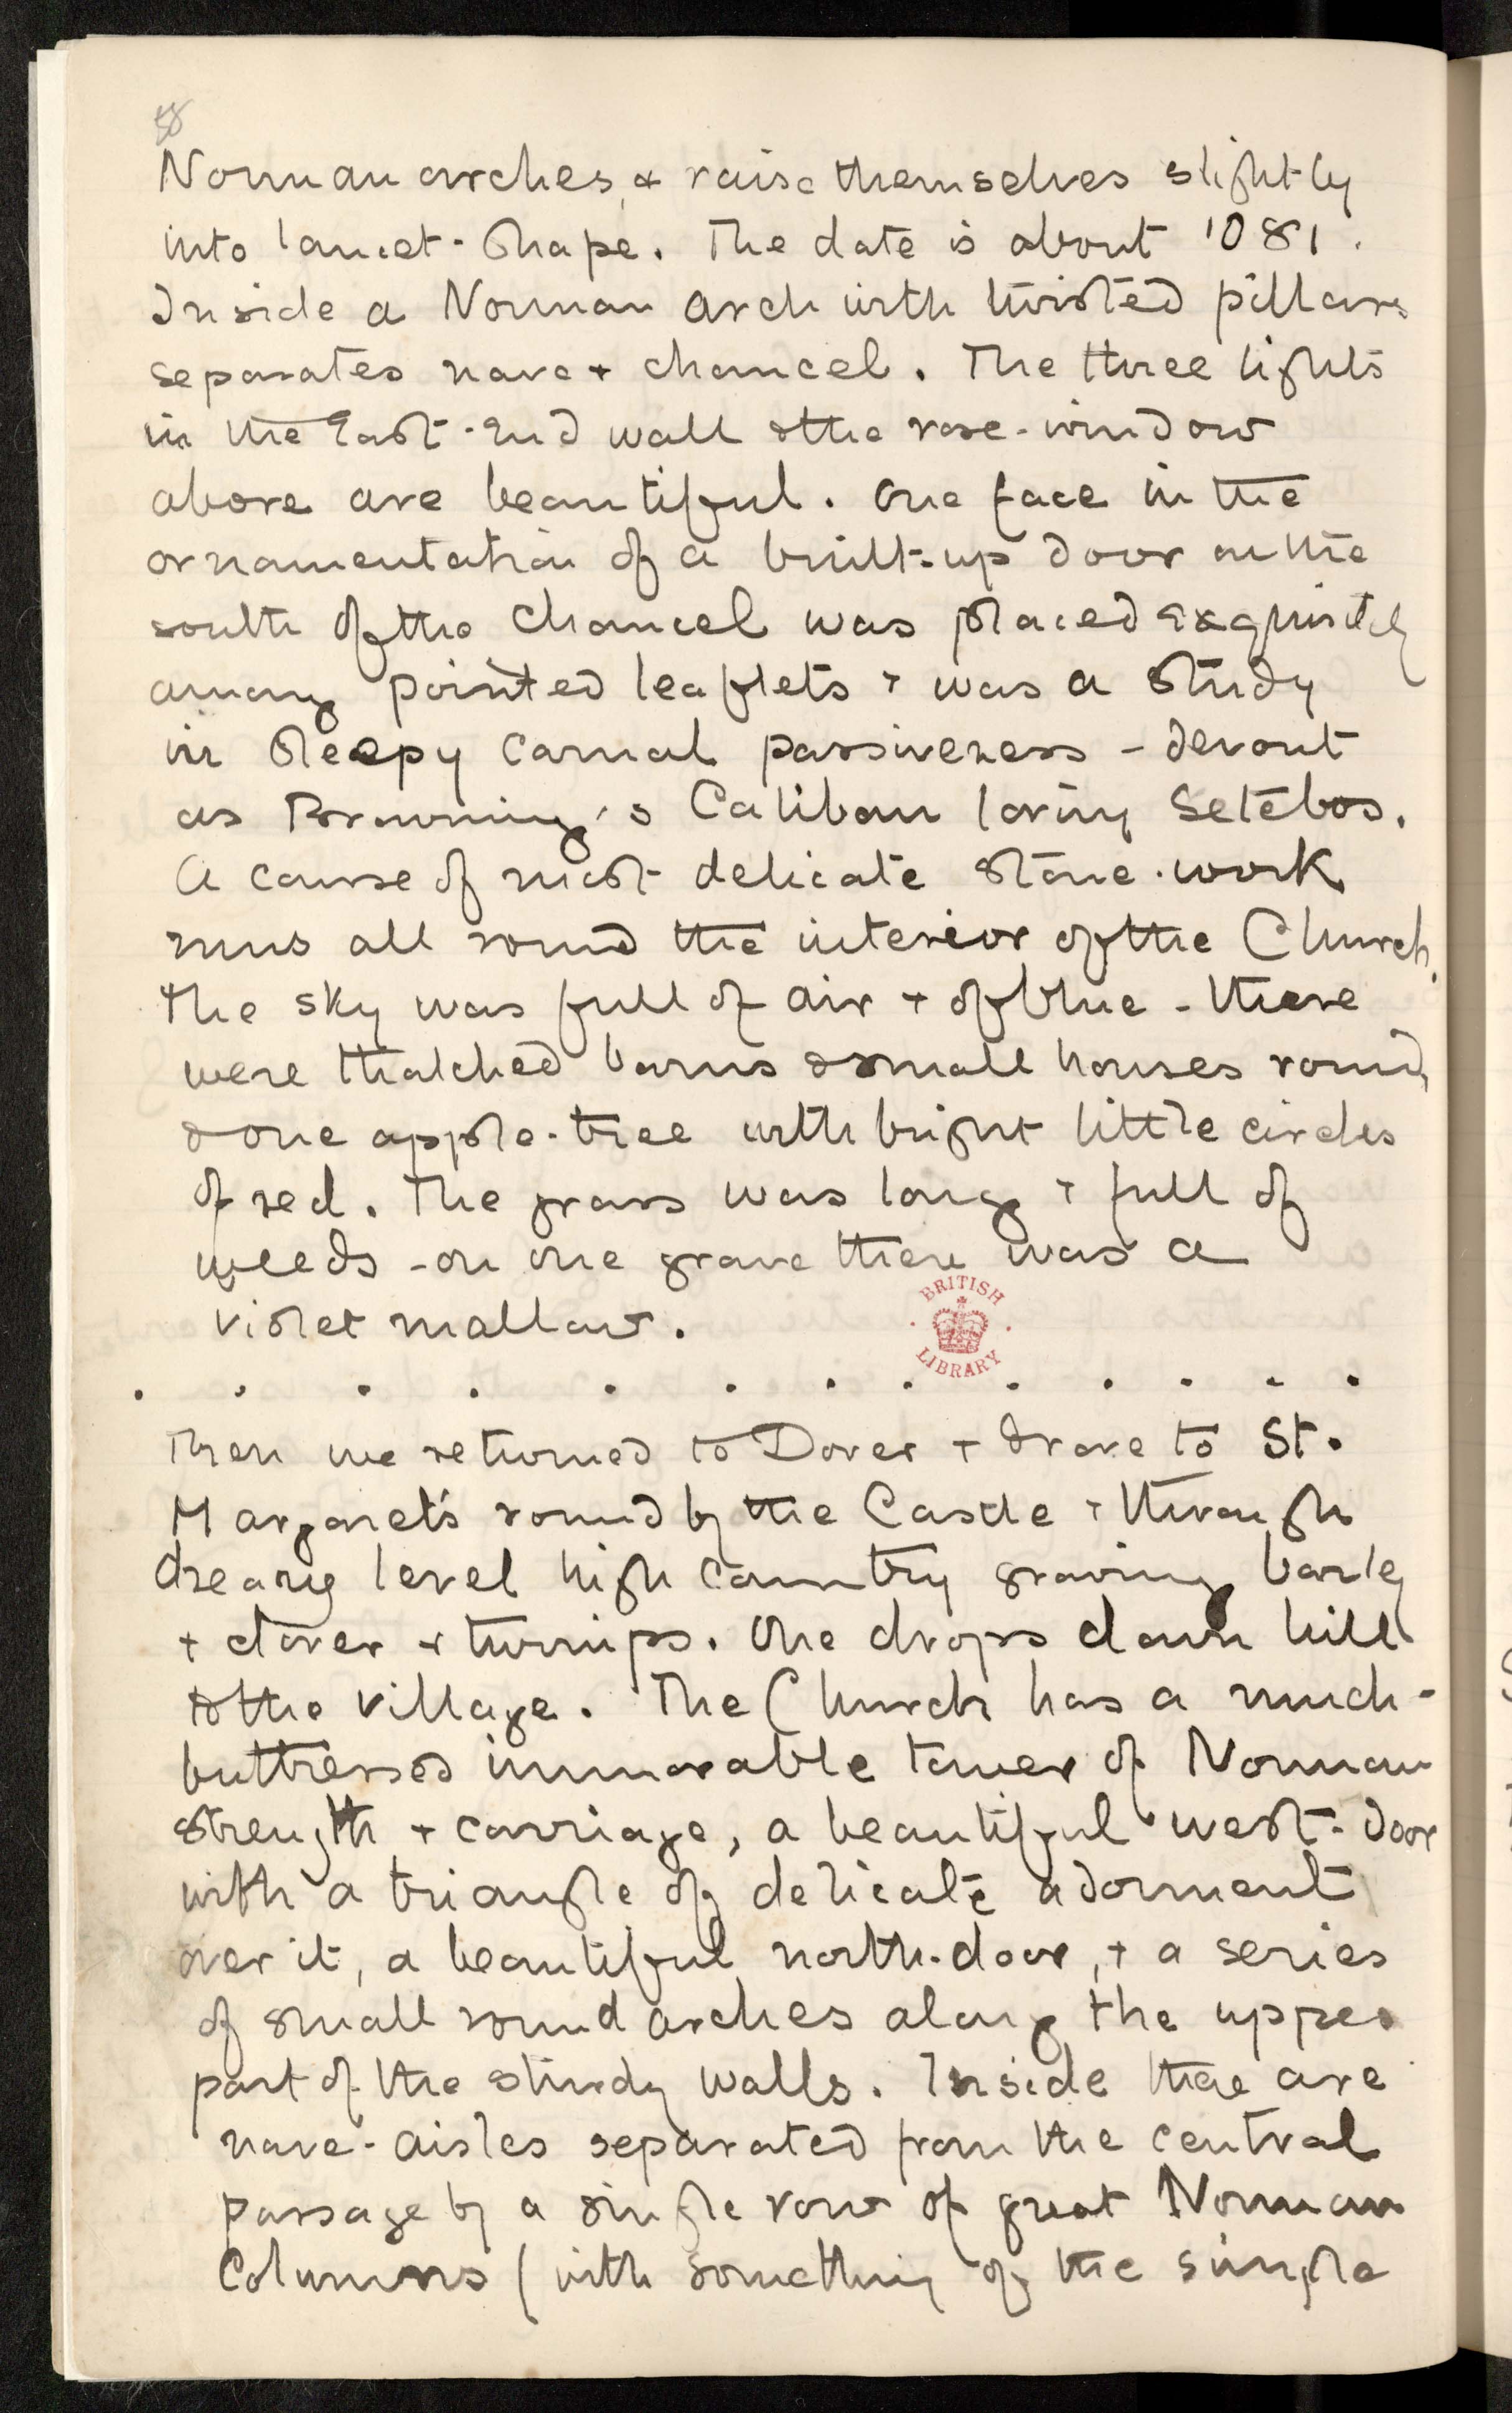 58
Norman arches, & raise themselves slightly
into lancet-shape. The date is about 1081.
Inside a Norman arch with twisted pillars
separates nave & chancel. The three lights
in the East-End wall & the rose-window
above are beautiful. One face in the
ornamentation of a built-up door on the
south of the Chancel was placed exquisitely
among pointed leaflets & was a study
in sleepy carnal passiveness - devout
as Browning's Caliban loving Setebos.
A course of most delicate stone-work
runs all round the interior of the Church.
The sky was full of air & of blue - there
were thatched barns & small houses round,
& one apple-tree with bright little circles
of red. The grass was long & full of
weeds - on one grave there was a
violet mallow.
BRITISH LIBRARY
. . . . . . . . . . . . .
Then we returned to Dover & drove to St.
Margaret's round by the Castle & through
dreary level high country growing barley
& clover & turnips. One drops down hill
to the village. The Church has a much-
buttressed immovable tower of Norman
strength & carriage, a beautiful west-door
with a triangle of delicate adornment
over it, a beautiful north-door, & a series
of small round arches along the upper
part of the sturdy walls. Inside there are
nave-aisles separated from the central
passage by a single row of great Norman
Columns (with something of the simple